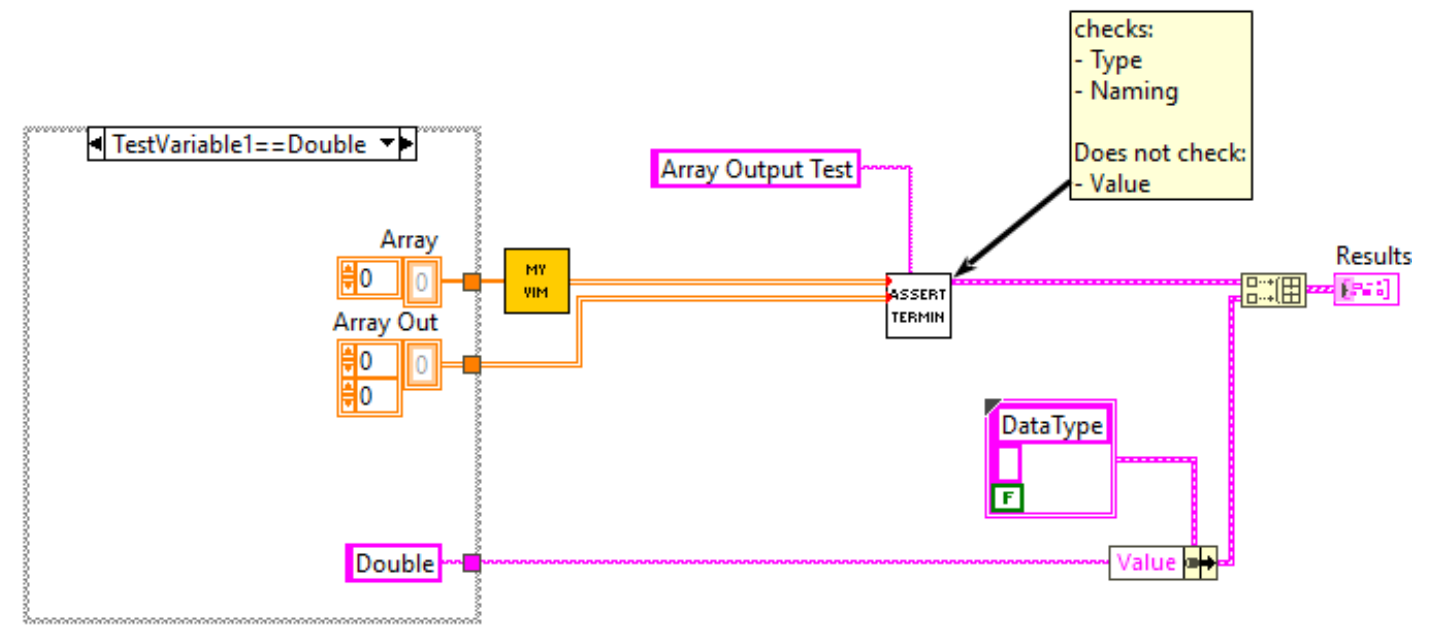 checks:
- Type
- Naming
Does not check:
- Value
TestVariable1==Double
Array Output Test
Array
0
0
MY
VIM
ASSERT
TERMIN
Results
Array Out
0
0
0
DataType
F
Double
Value